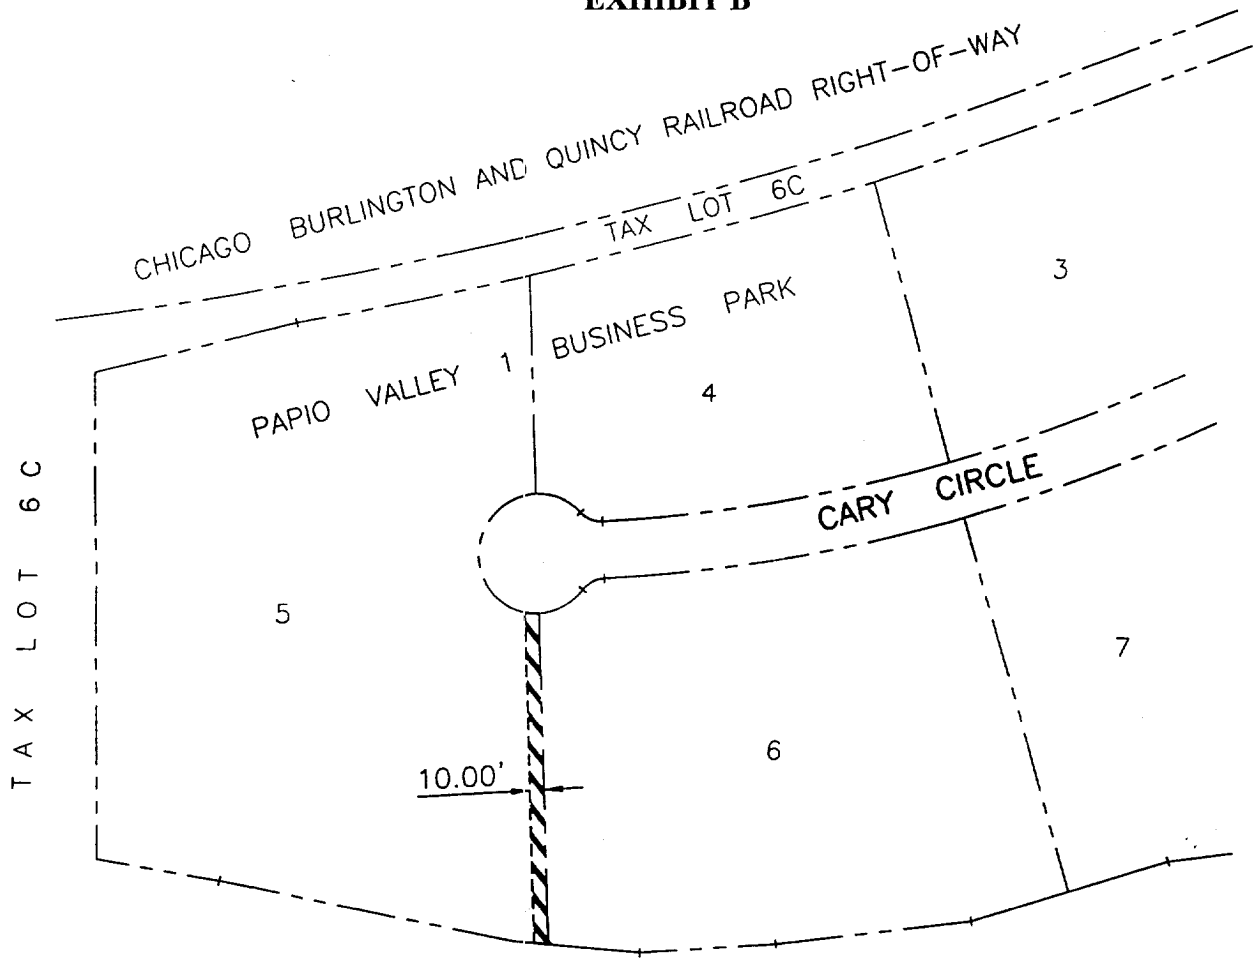 EXHIBIT B
CHICAGO BURLINGTON AND QUINCY RAILROAD RIGHT-OF-WAY
TAX LOT 6C
3
PAPIO VALLEY 1 BUSINESS PARK
4
TAX LOT 6C
CARY CIRCLE
5
7
6
10.00'